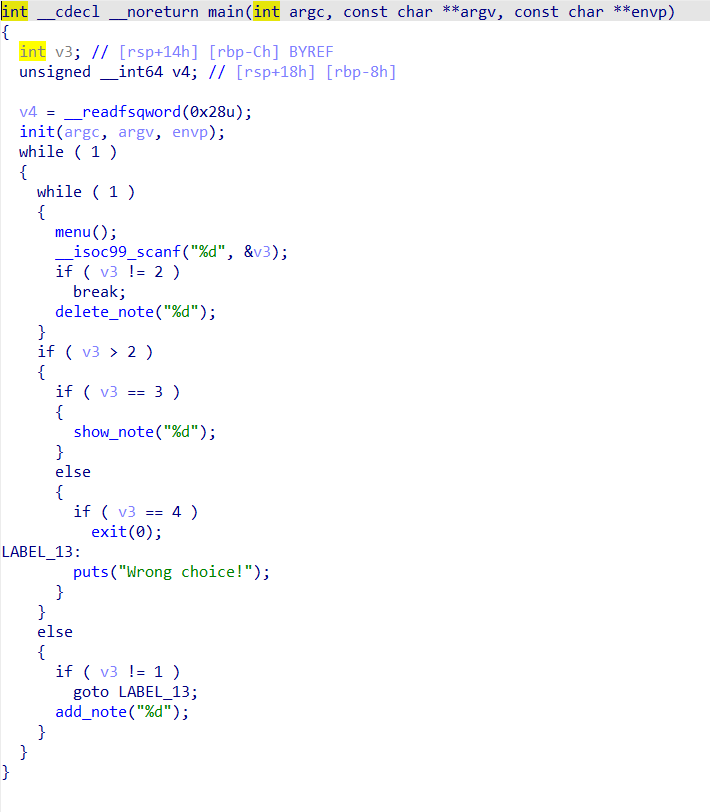 int __cdecl __noreturn main(int argc, const char **argv, const char **envp)
{
  int v3; // [rsp+14h] [rbp-Ch] BYREF
  unsigned __int64 v4; // [rsp+18h] [rbp-8h]

  v4 = __readfsqword(0x28u);
  init(argc, argv, envp);
  while ( 1 )
  {
    while ( 1 )
    {
      menu();
      __isoc99_scanf("%d", &v3);
      if ( v3 != 2 )
        break;
      delete_note("%d");
    }
    if ( v3 > 2 )
    {
      if ( v3 == 3 )
      {
        show_note("%d");
      }
      else
      {
        if ( v3 == 4 )
          exit(0);
LABEL_13:
        puts("Wrong choice!");
      }
    }
    else
    {
      if ( v3 != 1 )
        goto LABEL_13;
      add_note("%d");
    }
  }
}